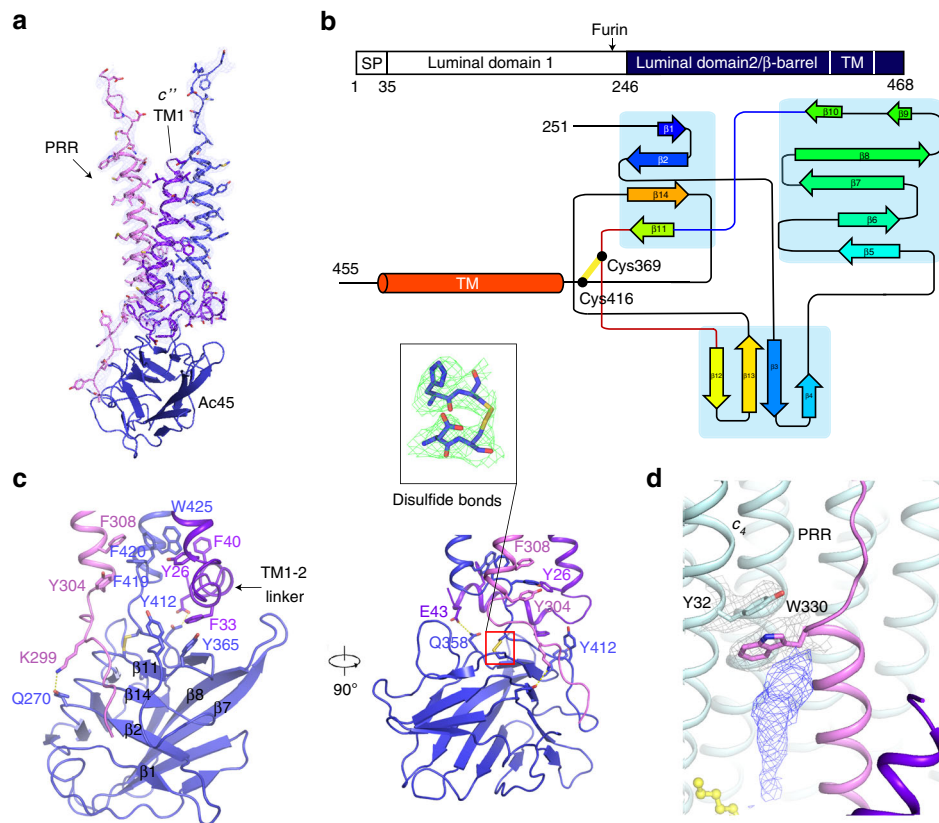 a
c''
TM1
PRR
Ac45
b
Furin
SP
Luminal domain 1
Luminal domain2/β-barrel
TM
1
35
246
468
251
β1
β2
β14
β11
β10
β9
β8
β7
β6
β5
Cys369
Cys416
455
TM
β12
β13
β3
β4
Disulfide bonds
c
W425
F308
F420
F40
Y26
Y304
F419
TM1-2
linker
Y412
F33
K299
Y365
Q270
β11
β14
β8
β7
β2
β1
90°
F308
Y26
Y304
E43
Q358
Y412
d
c4
PRR
Y32
W330